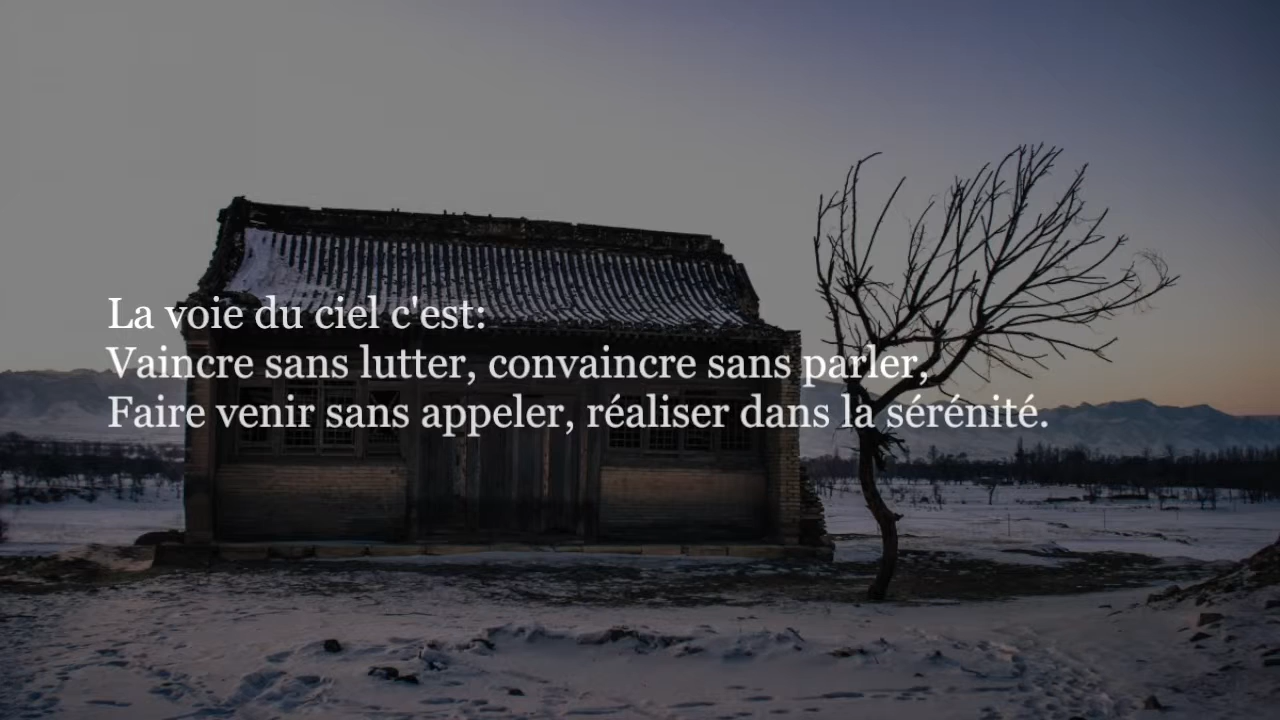 La voie du ciel c'est:
Vaincre sans lutter, convaincre sans parler,
Faire venir sans appeler, réaliser dans la sérénité.